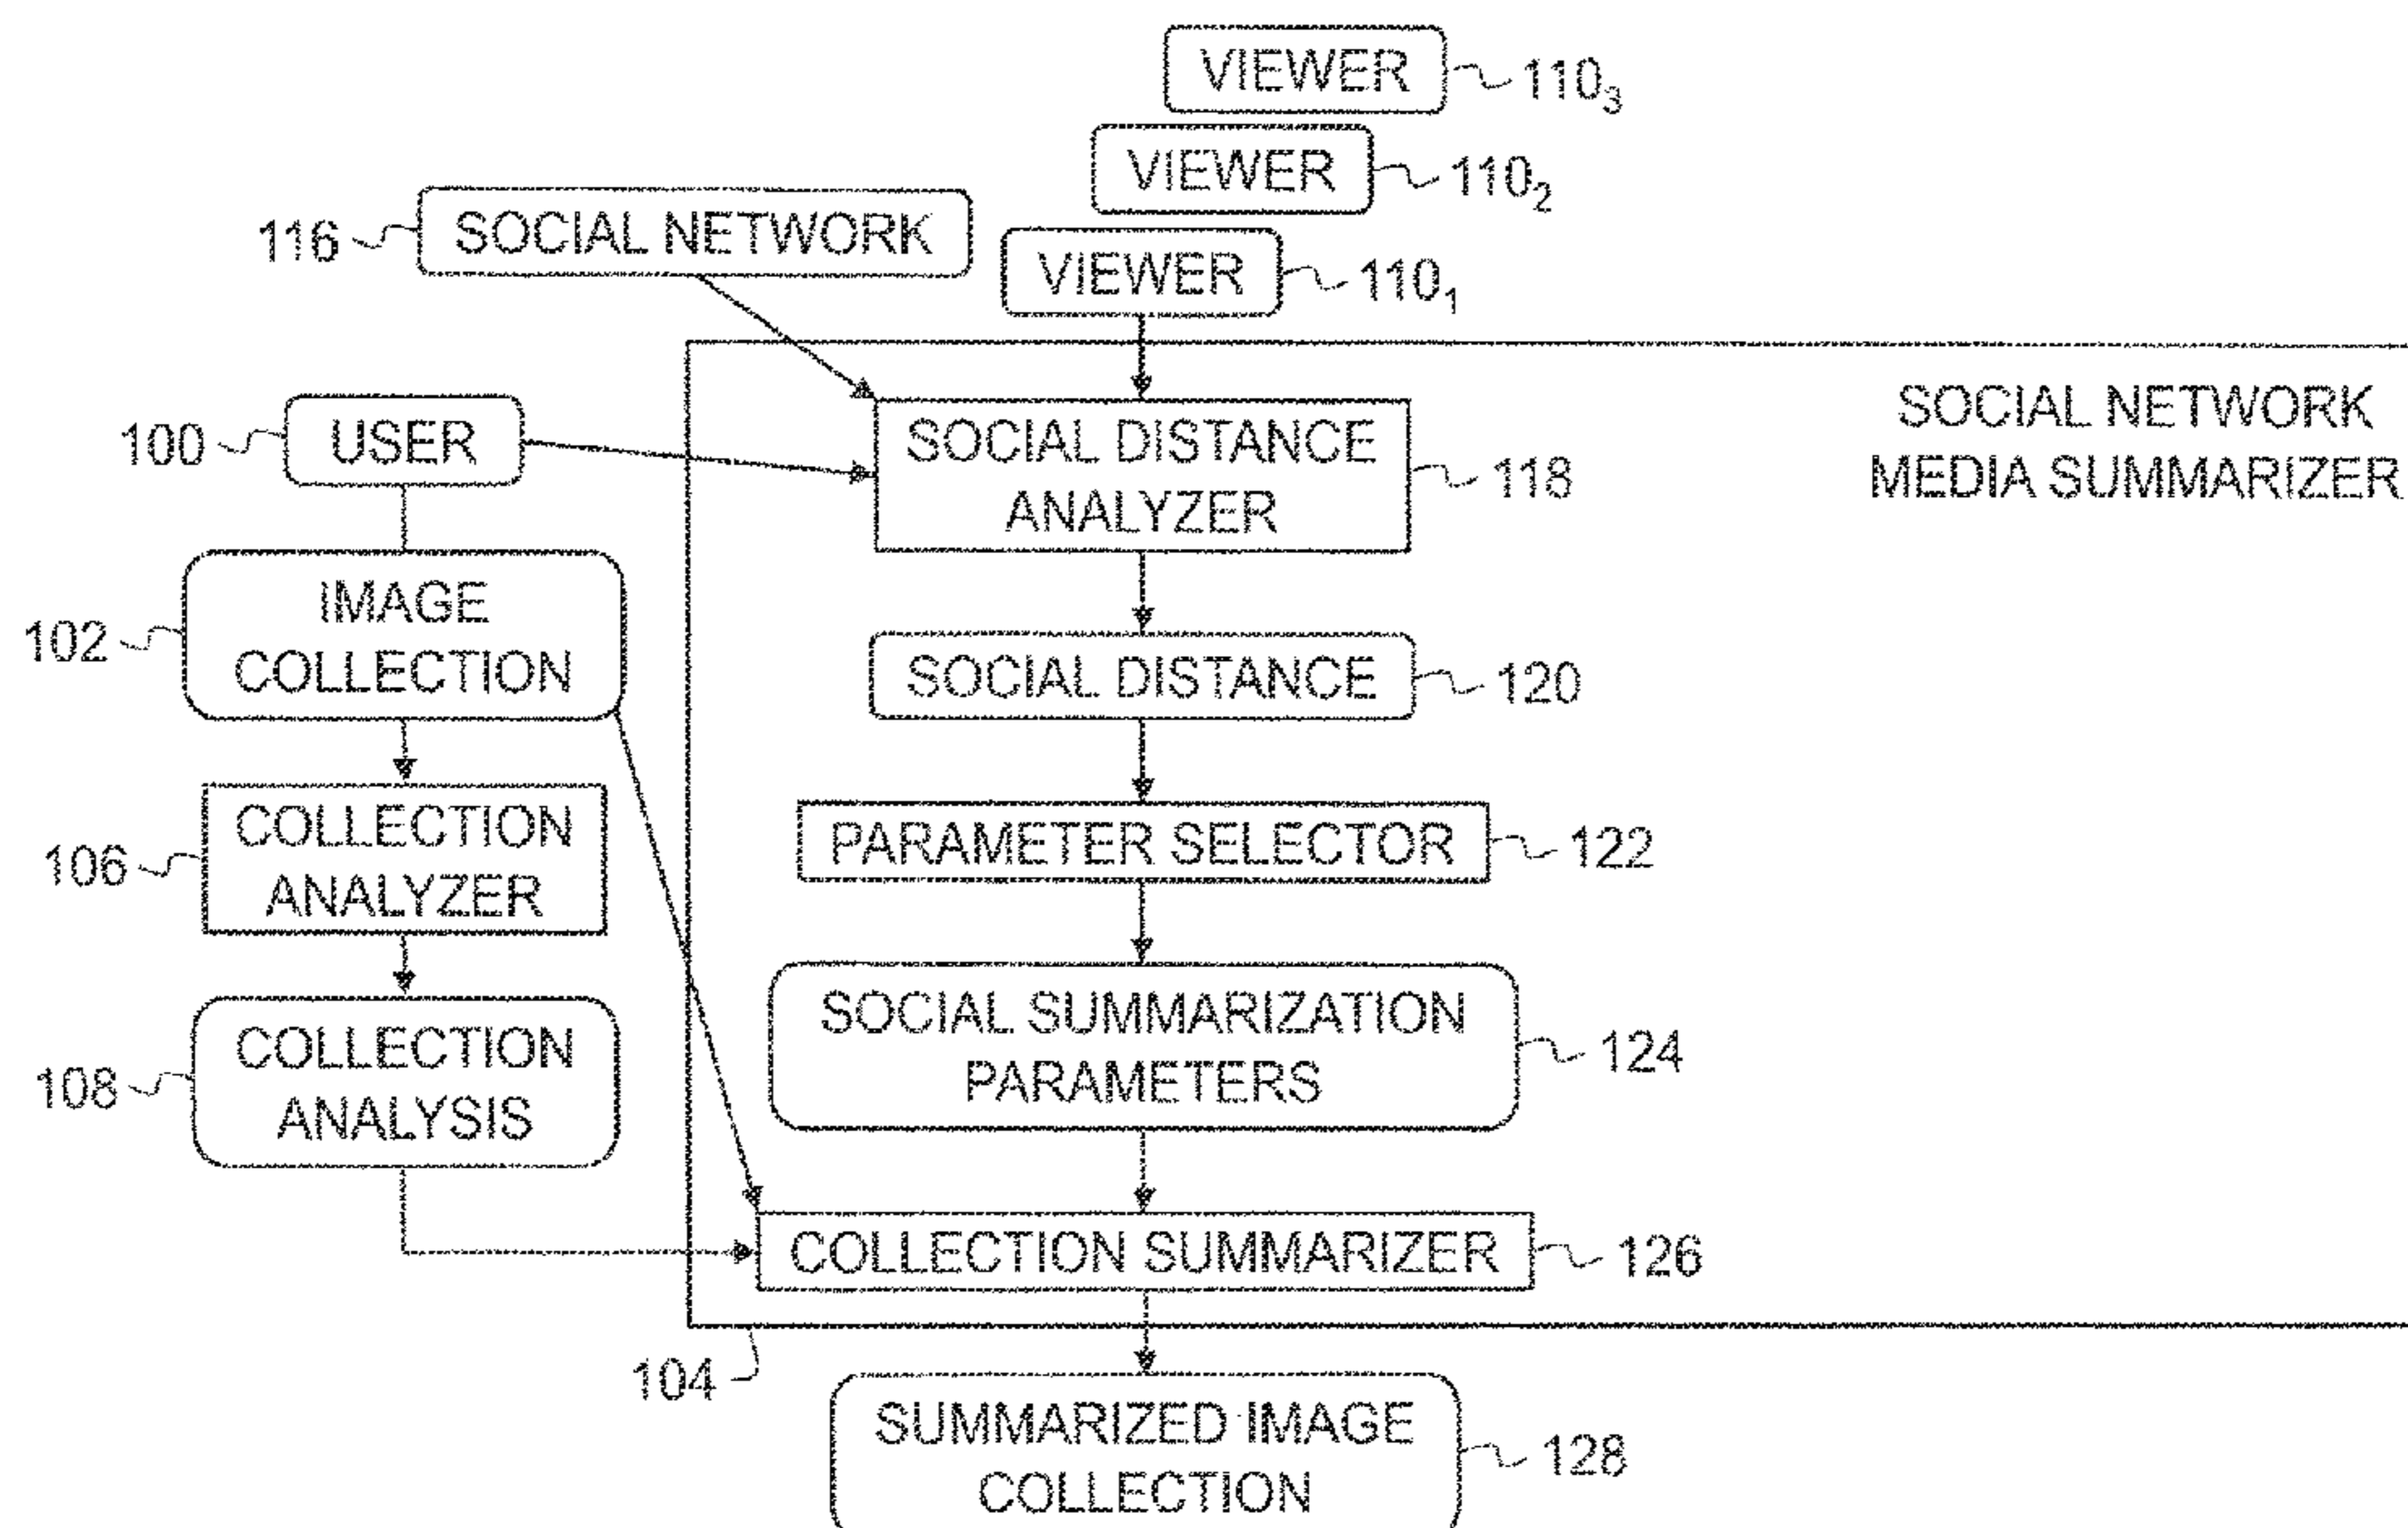 VIEWER 110₃
VIEWER 110₂
116 SOCIAL NETWORK
VIEWER 110₁
SOCIAL NETWORK
MEDIA SUMMARIZER
100 USER
SOCIAL DISTANCE
ANALYZER
118
102
IMAGE
COLLECTION
SOCIAL DISTANCE 120
106
COLLECTION
ANALYZER
PARAMETER SELECTOR 122
108
COLLECTION
ANALYSIS
SOCIAL SUMMARIZATION
PARAMETERS
124
COLLECTION SUMMARIZER 126
104
SUMMARIZED IMAGE
COLLECTION
128